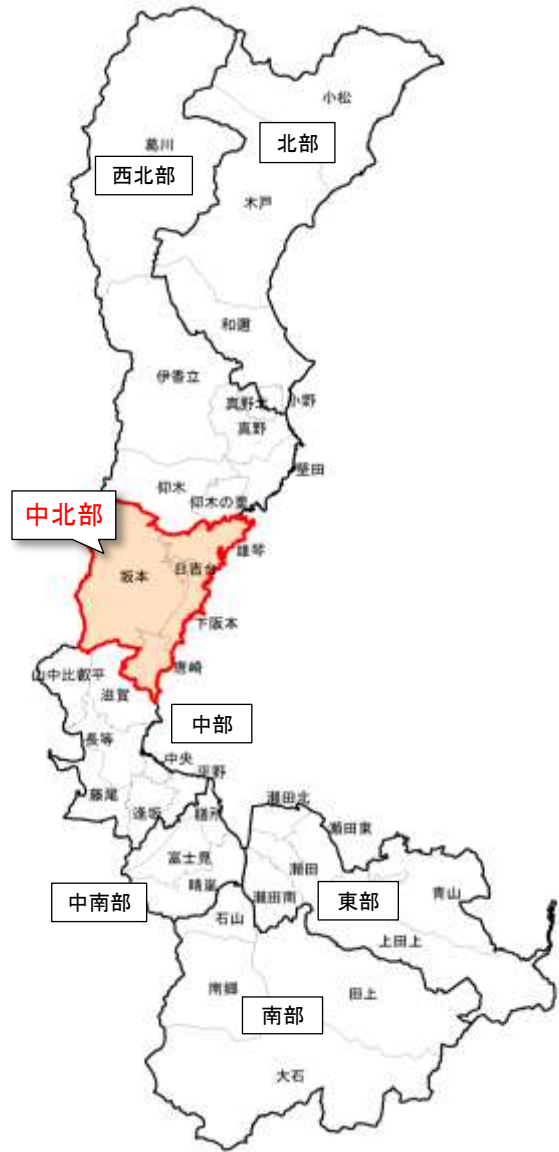 小松
北部
葛川
西北部
木戸
和邇
伊香立
真野北
小野
真野
堅田
仰木
仰木の里
中北部
雄琴
日吉台
坂本
下阪本
唐崎
山中比叡平
滋賀
中部
長等
中央
平野
藤尾
逢坂
膳所
瀬田北
瀬田東
富士見
瀬田
晴嵐
瀬田南
青山
中南部
東部
石山
上田上
南郷
田上
南部
大石